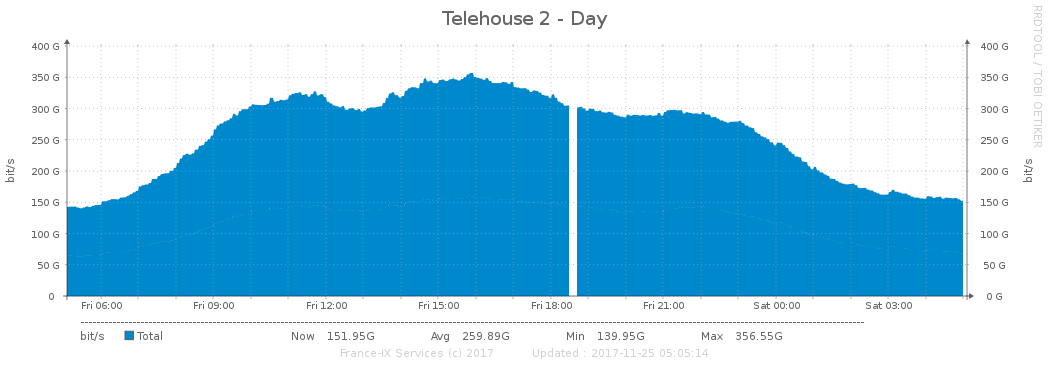 Telehouse 2 - Day
RRDTOOL / TOBI OETIKER
400 G 400 G
350 G 350 G
300 G 300 G
250 G 250 G
200 G 200 G
150 G 150 G
100 G 100 G
50 G 50 G
0 0 G
bit/s bit/s
Fri 06:00 Fri 09:00 Fri 12:00 Fri 15:00 Fri 18:00 Fri 21:00 Sat 00:00 Sat 03:00
bit/s Total Now 151.95G Avg 259.89G Min 139.95G Max 356.55G
France-IX Services (c) 2017 Updated : 2017-11-25 05:05:14